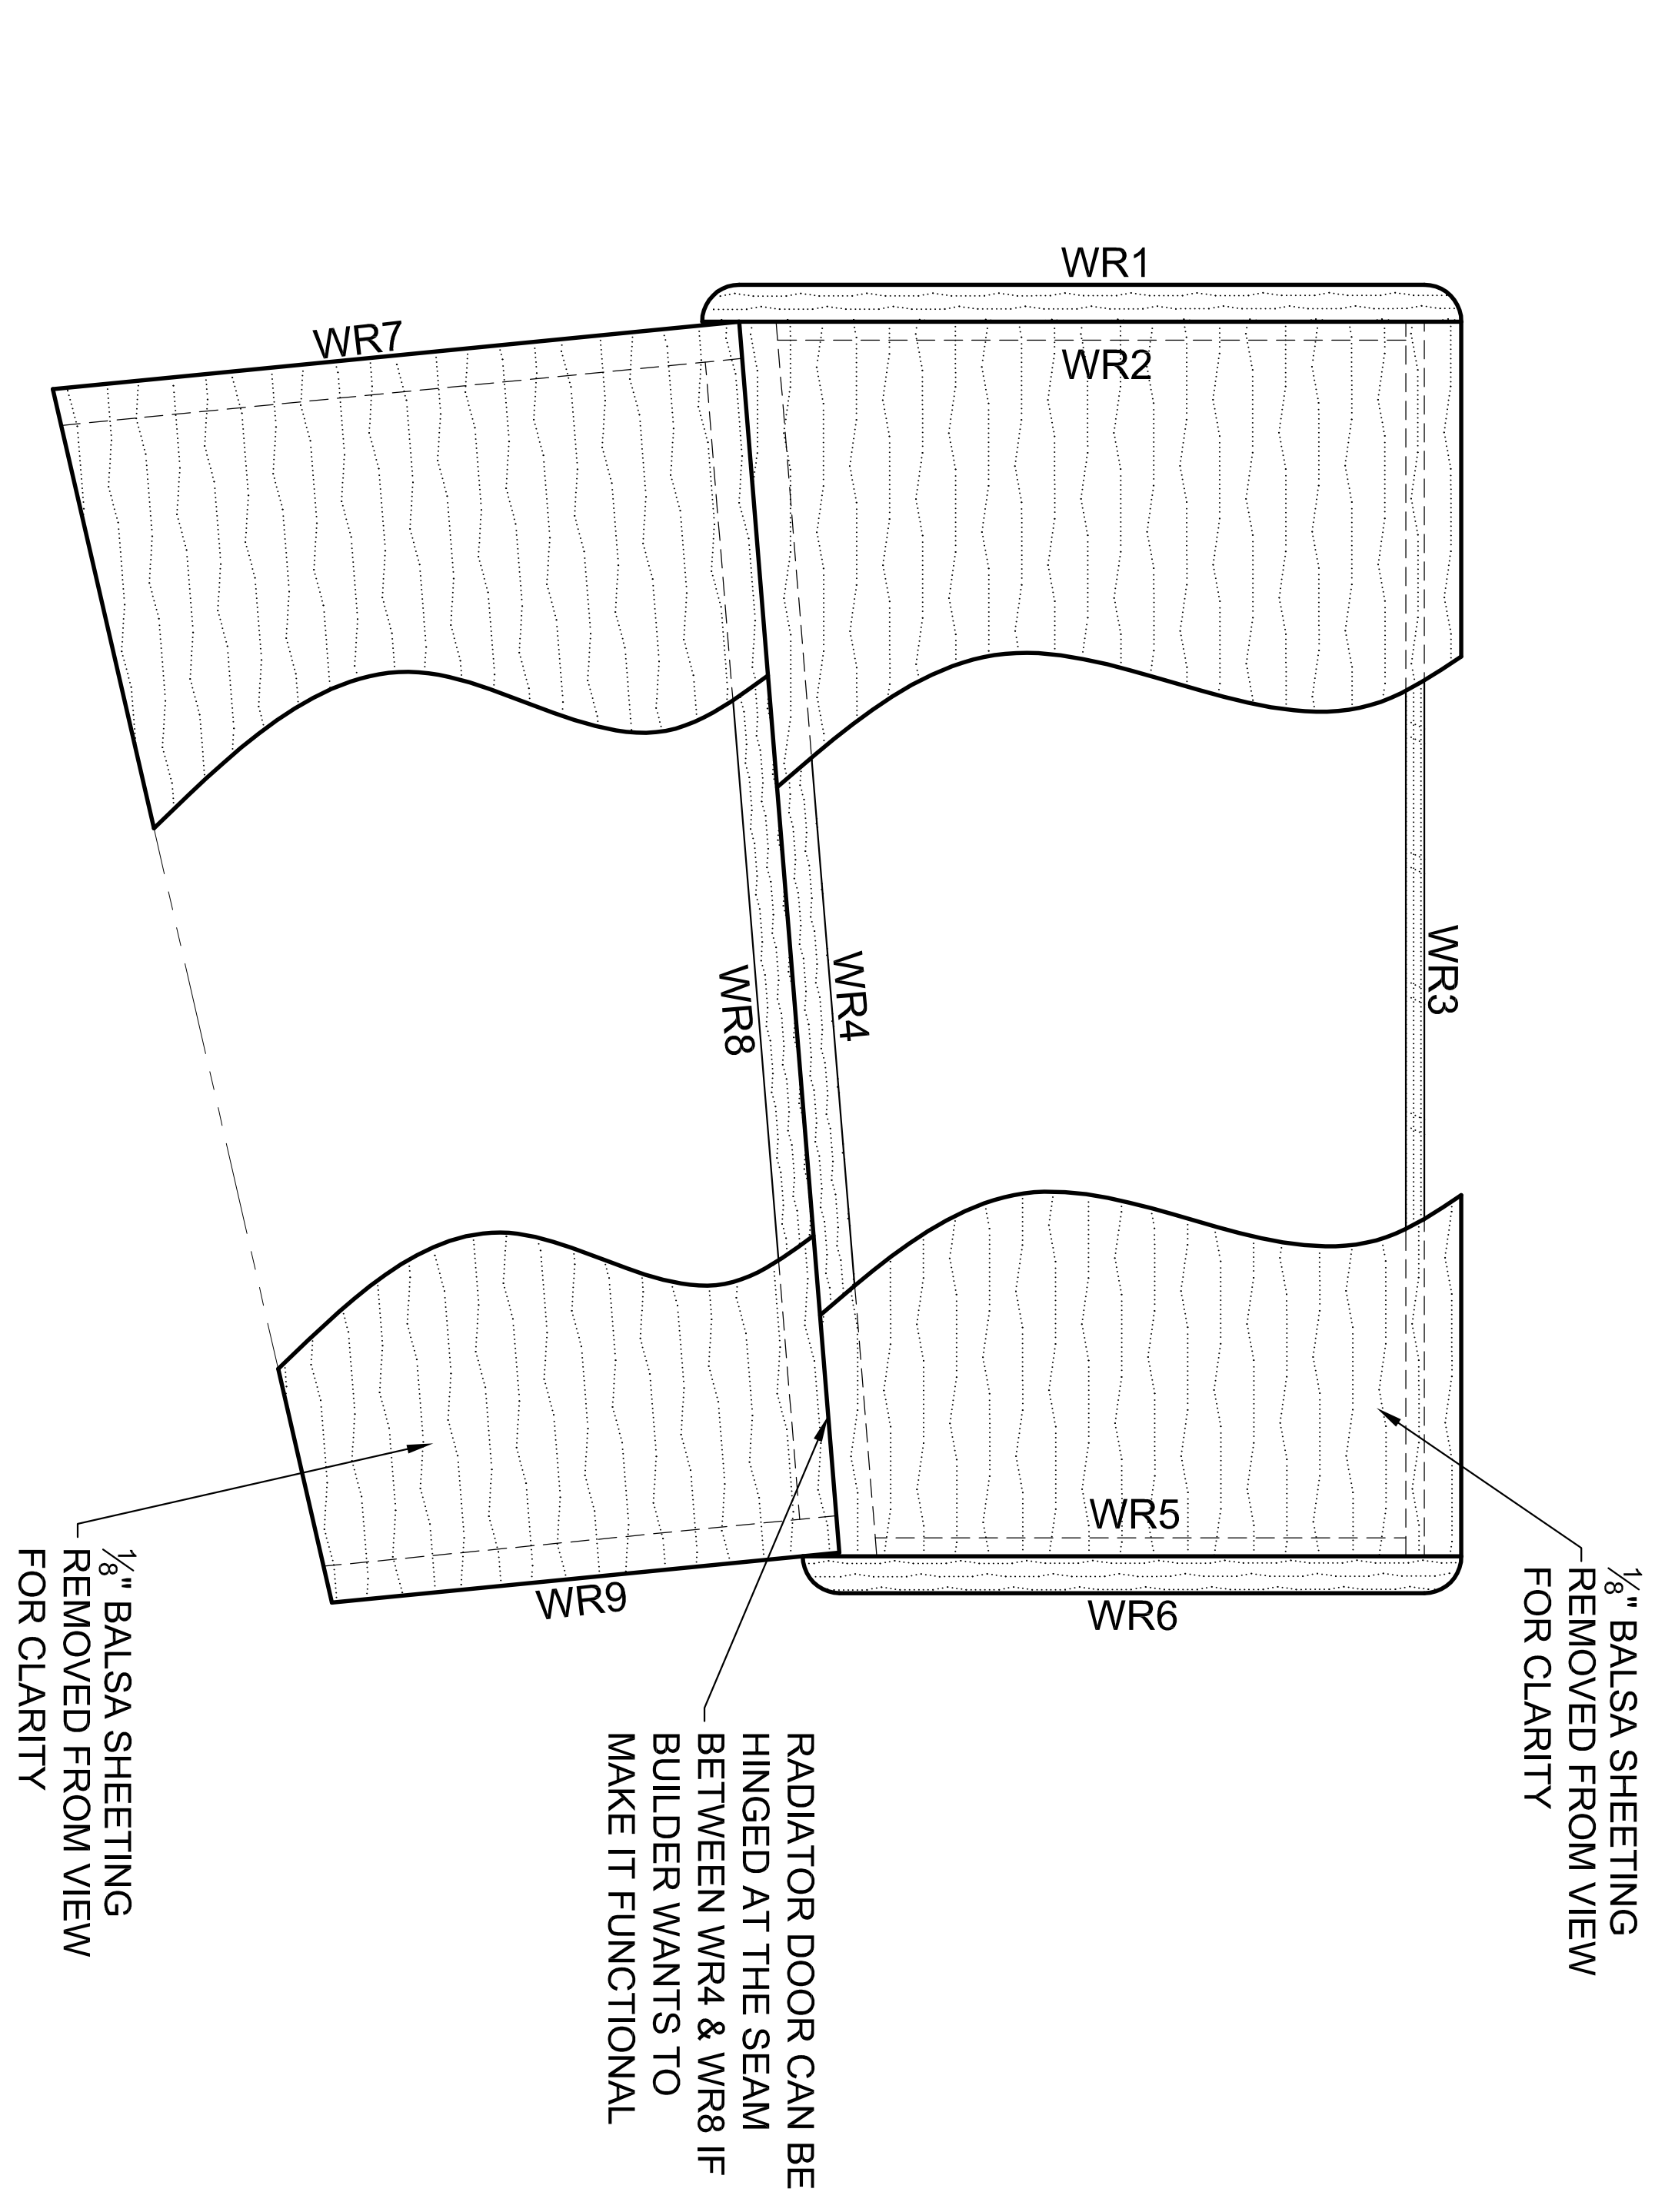 WR1
WR2
WR7
WR3
WR4
WR8
WR5
WR6
WR9
⅛" BALSA SHEETING
REMOVED FROM VIEW
FOR CLARITY
RADIATOR DOOR CAN BE
HINGED AT THE SEAM
BETWEEN WR4 & WR8 IF
BUILDER WANTS TO
MAKE IT FUNCTIONAL
⅛" BALSA SHEETING
REMOVED FROM VIEW
FOR CLARITY